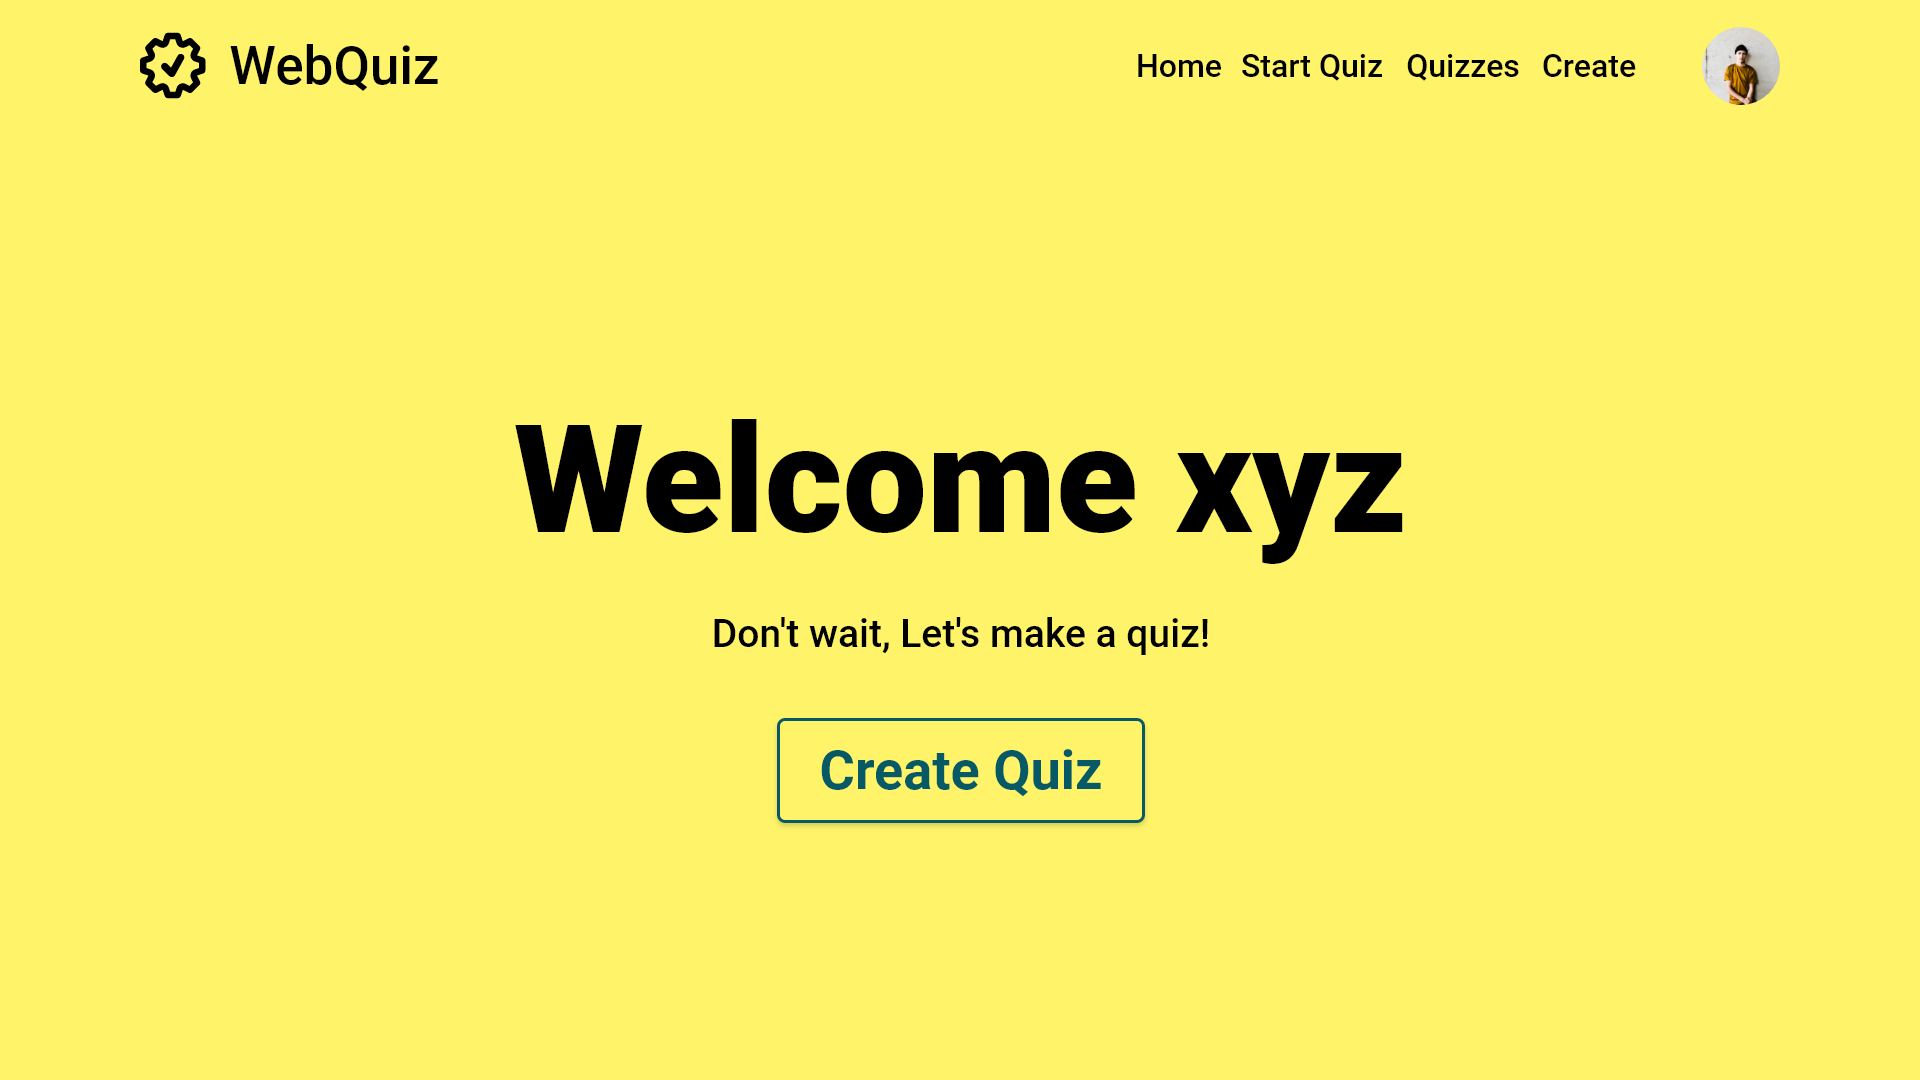 WebQuiz
Home Start Quiz Quizzes Create
Welcome xyz
Don't wait, Let's make a quiz!
Create Quiz